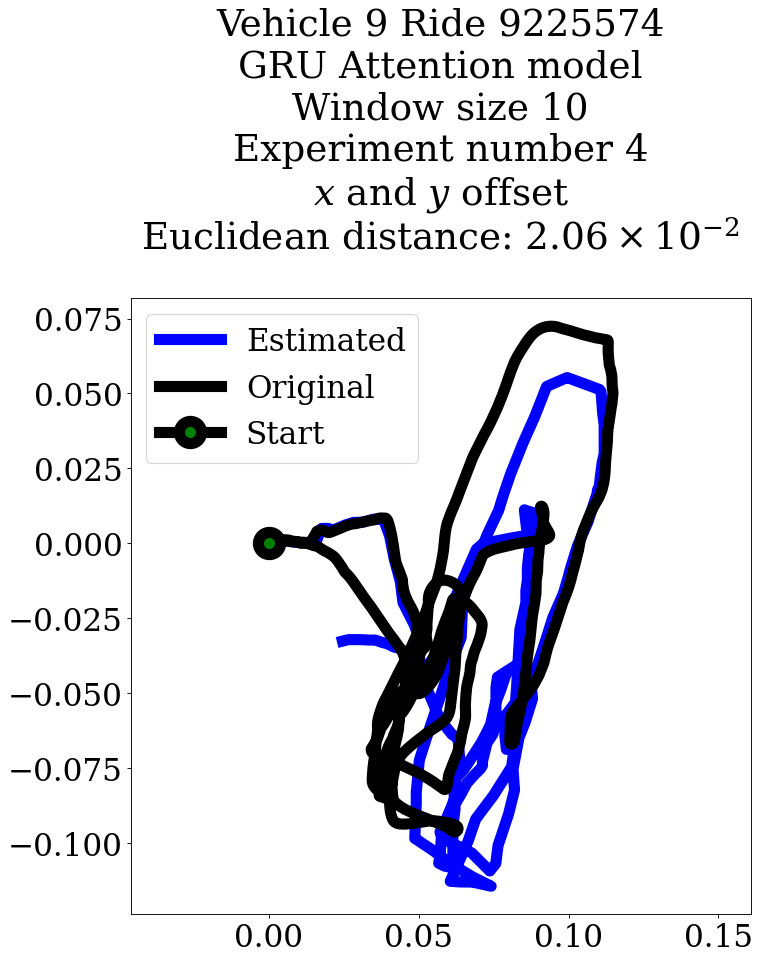 Vehicle 9 Ride 9225574
GRU Attention model
Window size 10
Experiment number 4
x and y offset
Euclidean distance: 2.06 × 10⁻²
Estimated
Original
Start
0.075
0.050
0.025
0.000
−0.025
−0.050
−0.075
−0.100
0.00 0.05 0.10 0.15